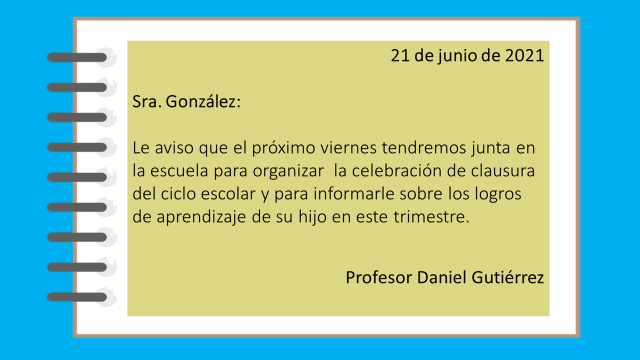 21 de junio de 2021
Sra. González:
Le aviso que el próximo viernes tendremos junta en
la escuela para organizar  la celebración de clausura
del ciclo escolar y para informarle sobre los logros
de aprendizaje de su hijo en este trimestre.
Profesor Daniel Gutiérrez